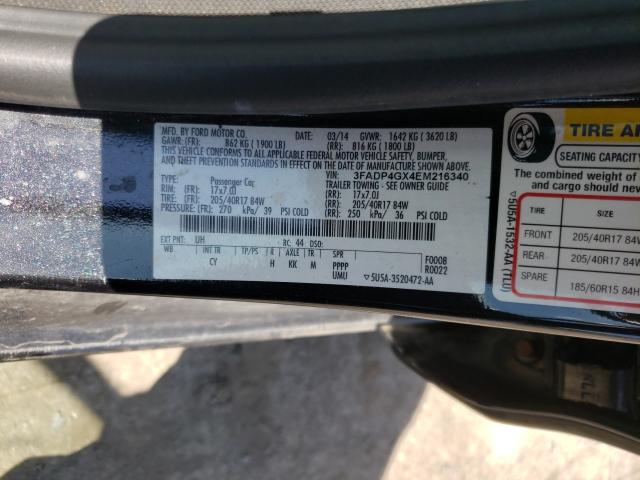 MFD. BY FORD MOTOR CO.
03/14 GVWR: 1642 KG ( 3620 LB)
GAWR: (FR): 862 KG ( 1900 LB) (RR): 816 KG ( 1800 LB)
THIS VEHICLE CONFORMS TO ALL APPLICABLE FEDERAL MOTOR VEHICLE SAFETY, BUMPER,
AND THEFT PREVENTION STANDARDS IN EFFECT ON THE DATE OF MANUFACTURE SHOWN ABOVE.
VIN: 3FADP4GX4EM216340
TYPE: Passenger Car TRAILER TOWING - SEE OWNER GUIDE
RIM: (FR): 17x7.0J (RR): 17x7.0J
TIRE: (FR): 205/40R17 84W (RR): 205/40R17 84W
PRESSURE: (FR): 270 kPa/ 39 PSI COLD (RR): 250 kPa/ 36 PSI COLD
EXT PNT: UH RC: 44 DSO:
WB INT TR TP/PS R AXLE TR SPR F0008
CY H KK M PPPP R0022
UMU ▽5U5A-3520472-AA
TIRE
SEATING CAPACITY
The combined weight of
and cargo should
▽5U5A-1532-AA (TLU)
TIRE SIZE
FRONT 205/40R17 84W
REAR 205/40R17 84W
SPARE 185/60R15 84H